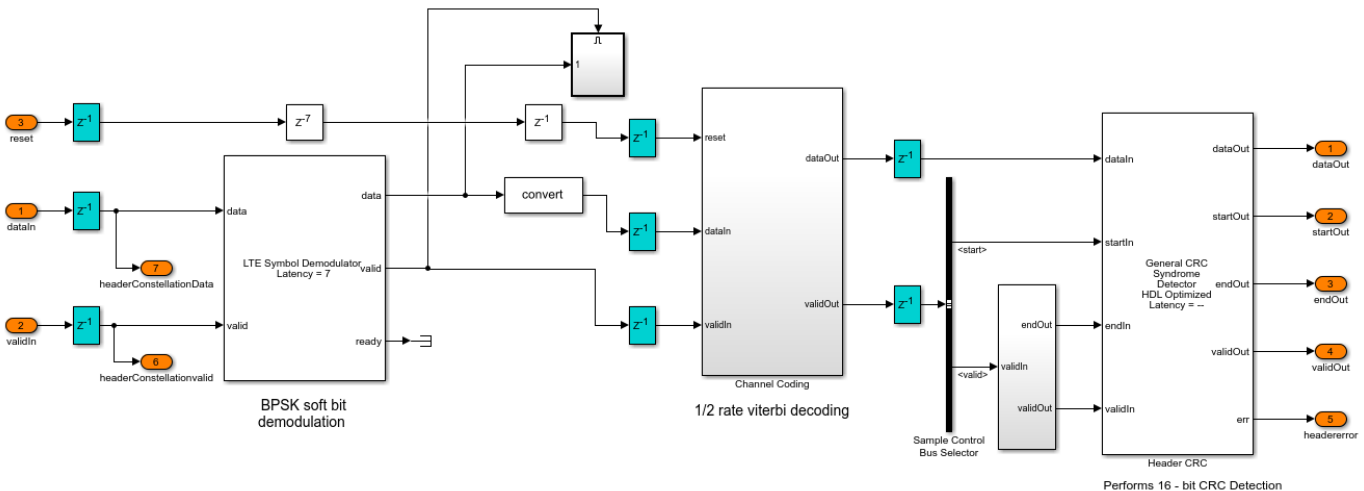 1
3
reset
z-1
z-7
z-1
z-1
reset
dataOut
z-1
dataIn
dataOut
1
dataOut
1
dataIn
z-1
data
data
convert
z-1
dataIn
<start>
startIn
startOut
2
startOut
7
headerConstellationData
LTE Symbol Demodulator
Latency = 7
valid
General CRC
Syndrome
Detector
HDL Optimized
Latency = --
endOut
3
endOut
2
validIn
z-1
valid
z-1
validIn
validOut
z-1
endOut
endIn
6
headerConstellationvalid
ready
<valid>
validIn
validOut
4
validOut
validOut
validIn
err
5
headererror
Channel Coding
BPSK soft bit
demodulation
1/2 rate viterbi decoding
Sample Control
Bus Selector
Header CRC
Performs 16 - bit CRC Detection